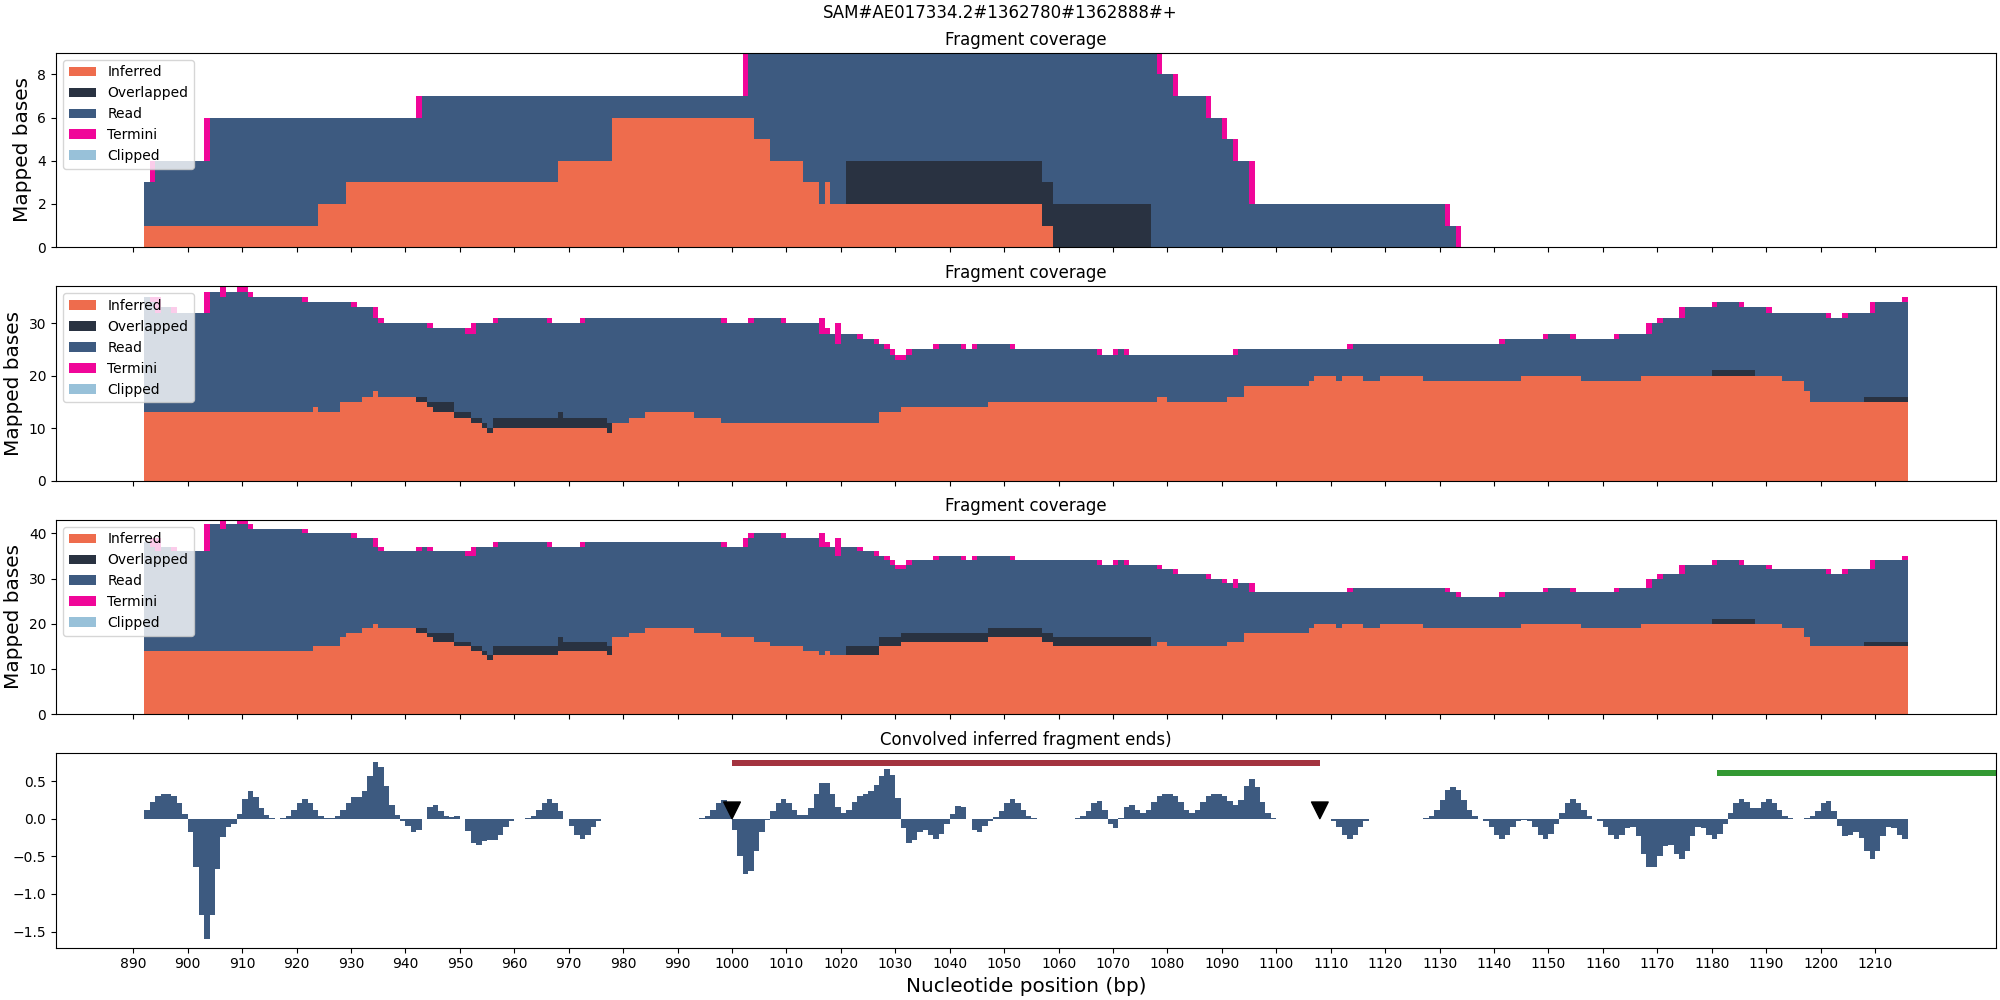 SAM#AE017334.2#1362780#1362888#+
Fragment coverage
Mapped bases
8
6
4
2
0
Inferred
Overlapped
Read
Termini
Clipped
Fragment coverage
Mapped bases
30
20
10
0
Inferred
Overlapped
Read
Termini
Clipped
Fragment coverage
Mapped bases
40
30
20
10
0
Inferred
Overlapped
Read
Termini
Clipped
Convolved inferred fragment ends)
0.5
0.0
−0.5
−1.0
−1.5
890 900 910 920 930 940 950 960 970 980 990 1000 1010 1020 1030 1040 1050 1060 1070 1080 1090 1100 1110 1120 1130 1140 1150 1160 1170 1180 1190 1200 1210
Nucleotide position (bp)